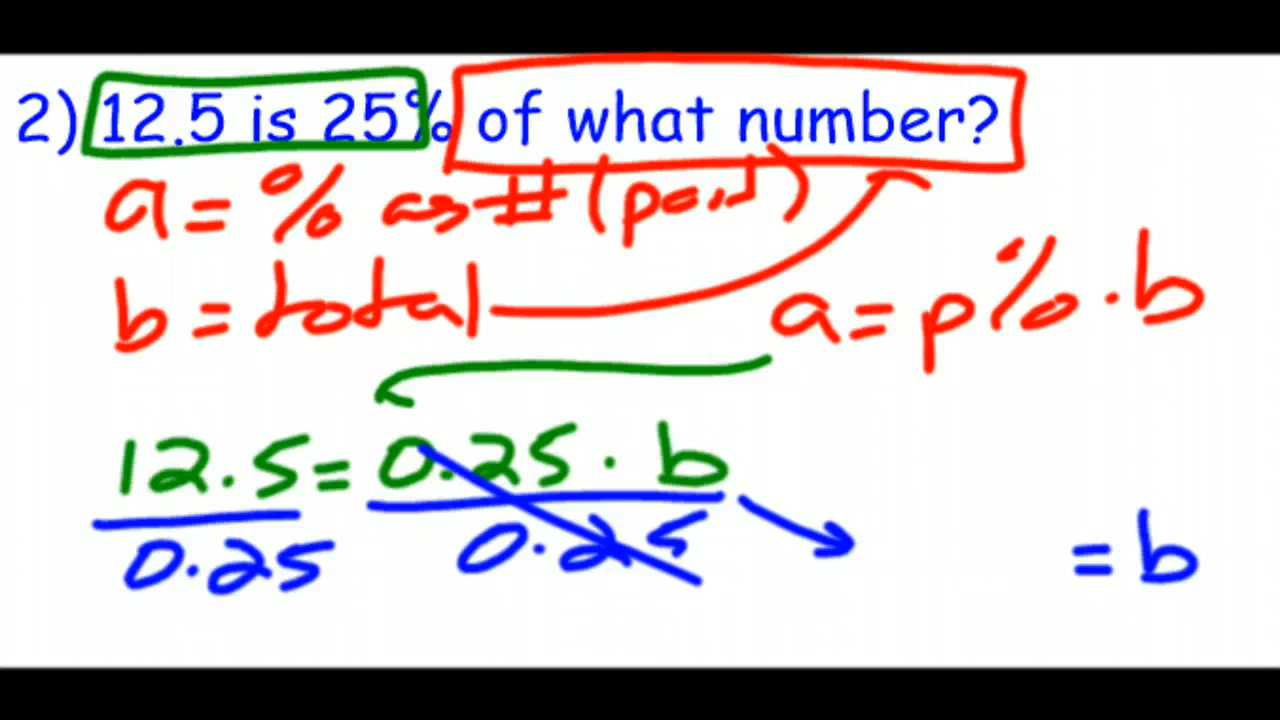 2) 12.5 is 25% of what number?
a = % as # (part)
b = total
a = p% · b
12.5 = 0.25 · b
0.25 0.25 = b